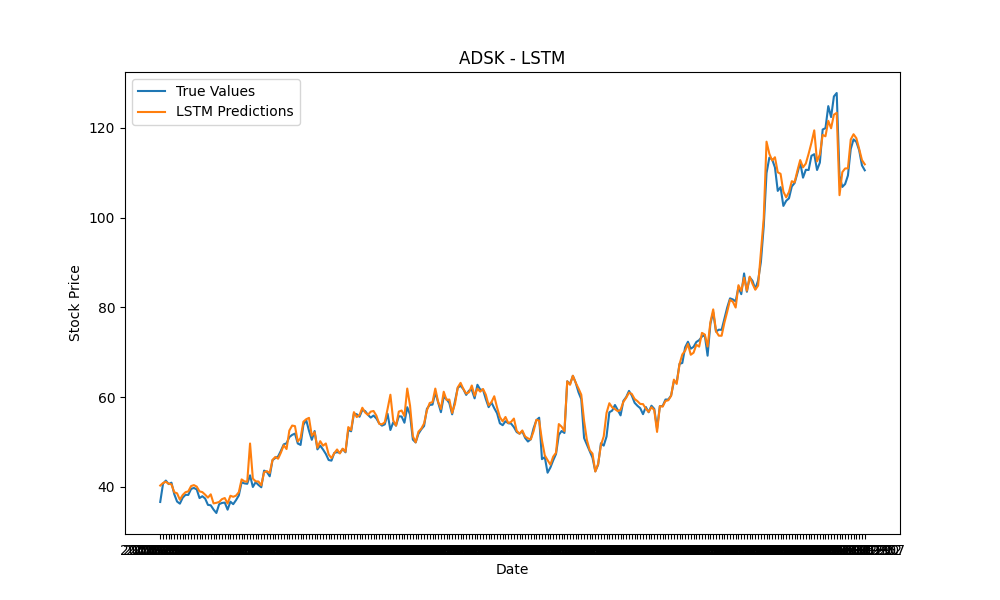 ADSK - LSTM
True Values
LSTM Predictions
120
100
80
60
40
Stock Price
Date